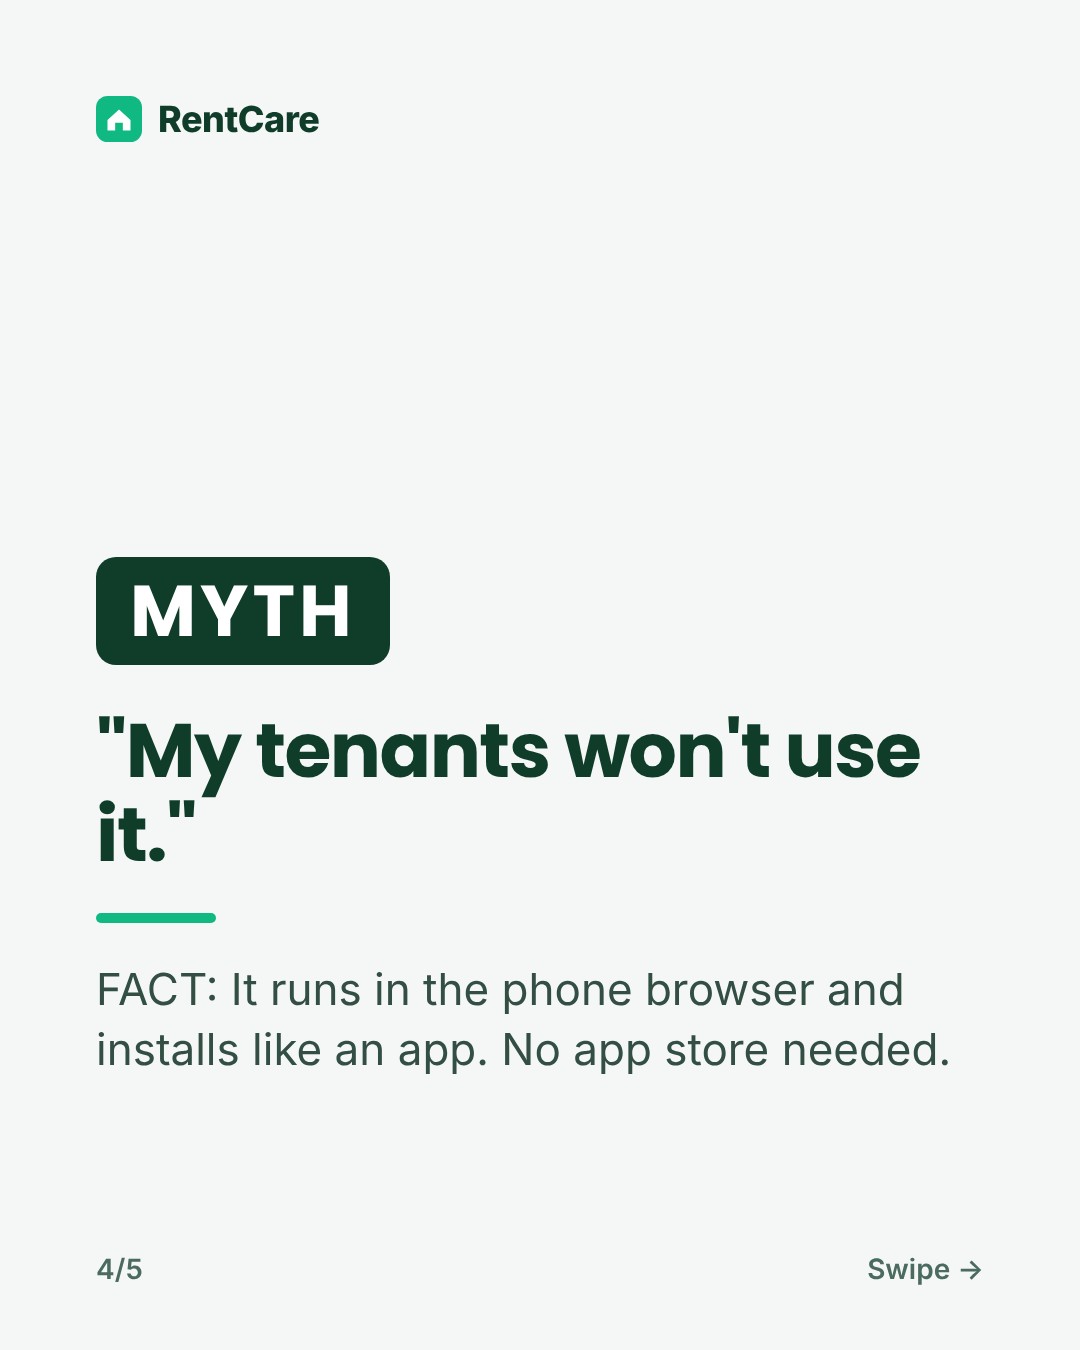 RentCare
MYTH
"My tenants won't use
it."
FACT: It runs in the phone browser and
installs like an app. No app store needed.
4/5
Swipe →